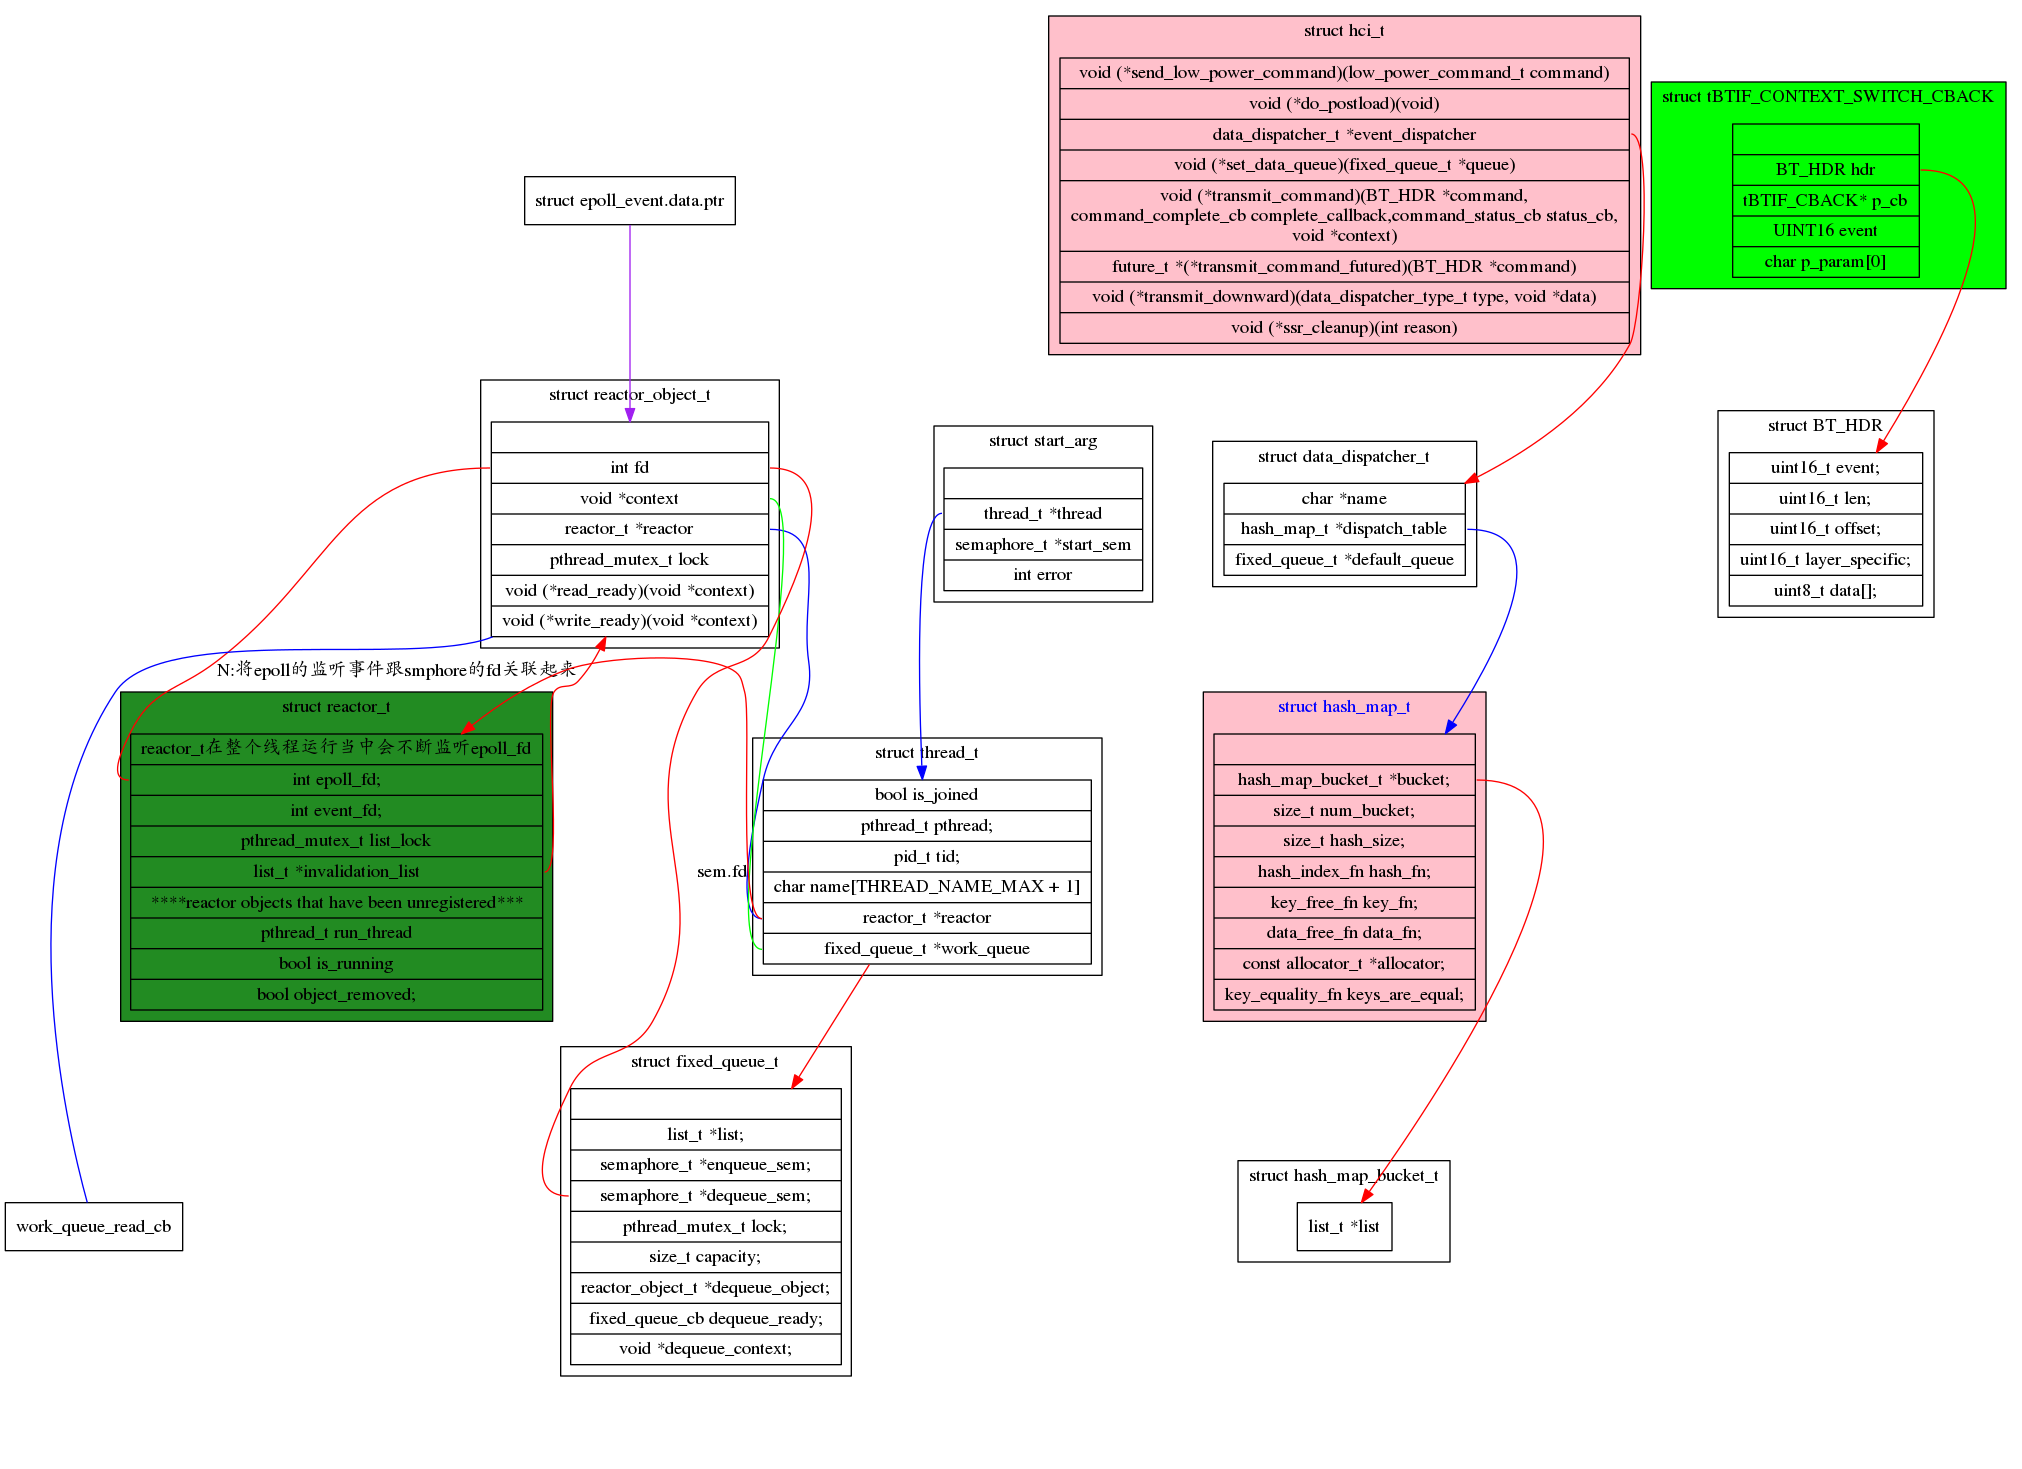 struct hci_t
void (*send_low_power_command)(low_power_command_t command)
void (*do_postload)(void)
data_dispatcher_t *event_dispatcher
void (*set_data_queue)(fixed_queue_t *queue)
void (*transmit_command)(BT_HDR *command,
command_complete_cb complete_callback,command_status_cb status_cb,
void *context)
future_t *(*transmit_command_futured)(BT_HDR *command)
void (*transmit_downward)(data_dispatcher_type_t type, void *data)
void (*ssr_cleanup)(int reason)
struct tBTIF_CONTEXT_SWITCH_CBACK
BT_HDR hdr
tBTIF_CBACK* p_cb
UINT16 event
char p_param[0]
struct epoll_event.data.ptr
struct reactor_object_t
int fd
void *context
reactor_t *reactor
pthread_mutex_t lock
void (*read_ready)(void *context)
void (*write_ready)(void *context)
struct start_arg
thread_t *thread
semaphore_t *start_sem
int error
struct data_dispatcher_t
char *name
hash_map_t *dispatch_table
fixed_queue_t *default_queue
struct BT_HDR
uint16_t event;
uint16_t len;
uint16_t offset;
uint16_t layer_specific;
uint8_t data[];
N:将epoll的监听事件跟smphore的fd关联起来
struct reactor_t
reactor_t在整个线程运行当中会不断监听epoll_fd
int epoll_fd;
int event_fd;
pthread_mutex_t list_lock
list_t *invalidation_list
****reactor objects that have been unregistered***
pthread_t run_thread
bool is_running
bool object_removed;
sem.fd
struct thread_t
bool is_joined
pthread_t pthread;
pid_t tid;
char name[THREAD_NAME_MAX + 1]
reactor_t *reactor
fixed_queue_t *work_queue
struct hash_map_t
hash_map_bucket_t *bucket;
size_t num_bucket;
size_t hash_size;
hash_index_fn hash_fn;
key_free_fn key_fn;
data_free_fn data_fn;
const allocator_t *allocator;
key_equality_fn keys_are_equal;
struct fixed_queue_t
list_t *list;
semaphore_t *enqueue_sem;
semaphore_t *dequeue_sem;
pthread_mutex_t lock;
size_t capacity;
reactor_object_t *dequeue_object;
fixed_queue_cb dequeue_ready;
void *dequeue_context;
work_queue_read_cb
struct hash_map_bucket_t
list_t *list